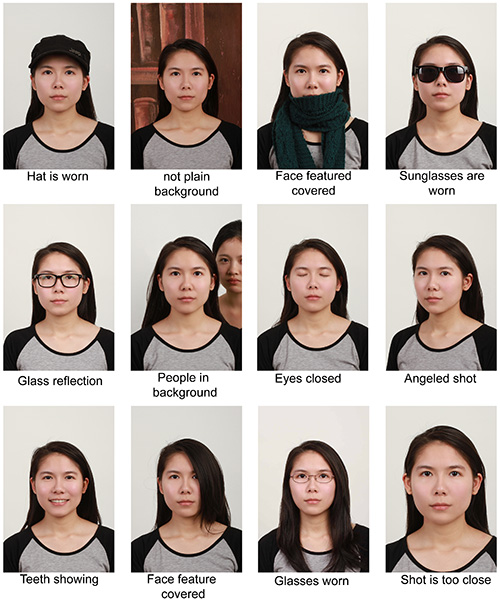 Hat is worn
not plain
background
Face featured
covered
Sunglasses are
worn
Glass reflection
People in
background
Eyes closed
Angeled shot
Teeth showing
Face feature
covered
Glasses worn
Shot is too close